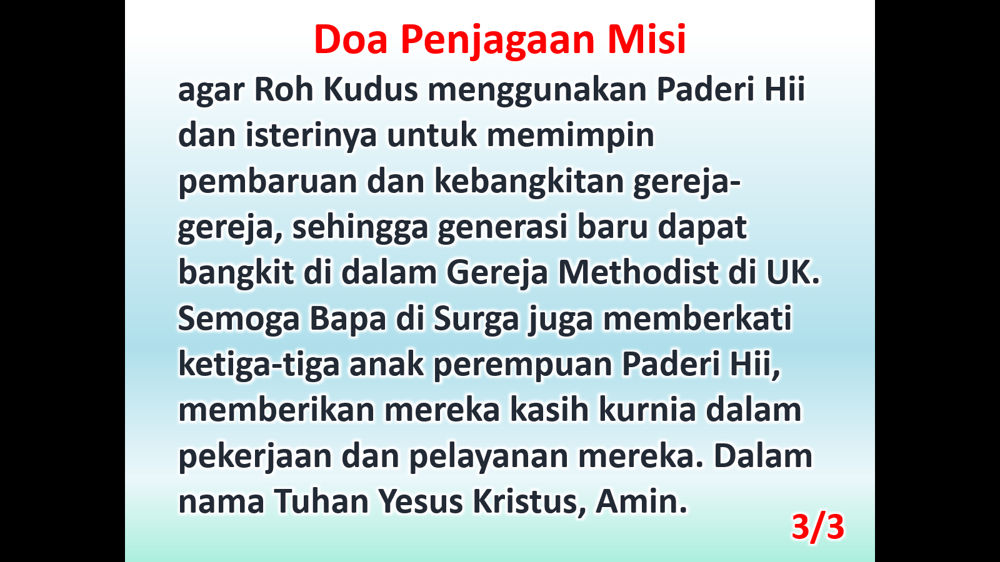 Doa Penjagaan Misi
agar Roh Kudus menggunakan Paderi Hii
dan isterinya untuk memimpin
pembaruan dan kebangkitan gereja-
gereja, sehingga generasi baru dapat
bangkit di dalam Gereja Methodist di UK.
Semoga Bapa di Surga juga memberkati
ketiga-tiga anak perempuan Paderi Hii,
memberikan mereka kasih kurnia dalam
pekerjaan dan pelayanan mereka. Dalam
nama Tuhan Yesus Kristus, Amin.
3/3